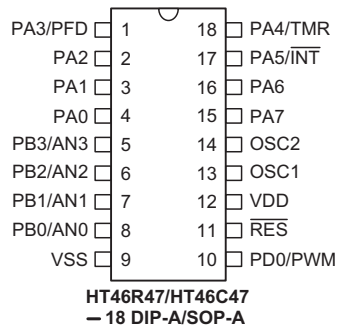 PA3/PFD 1 18 PA4/TMR
PA2 2 17 PA5/INT
PA1 3 16 PA6
PA0 4 15 PA7
PB3/AN3 5 14 OSC2
PB2/AN2 6 13 OSC1
PB1/AN1 7 12 VDD
PB0/AN0 8 11 RES
VSS 9 10 PD0/PWM
HT46R47/HT46C47
– 18 DIP-A/SOP-A